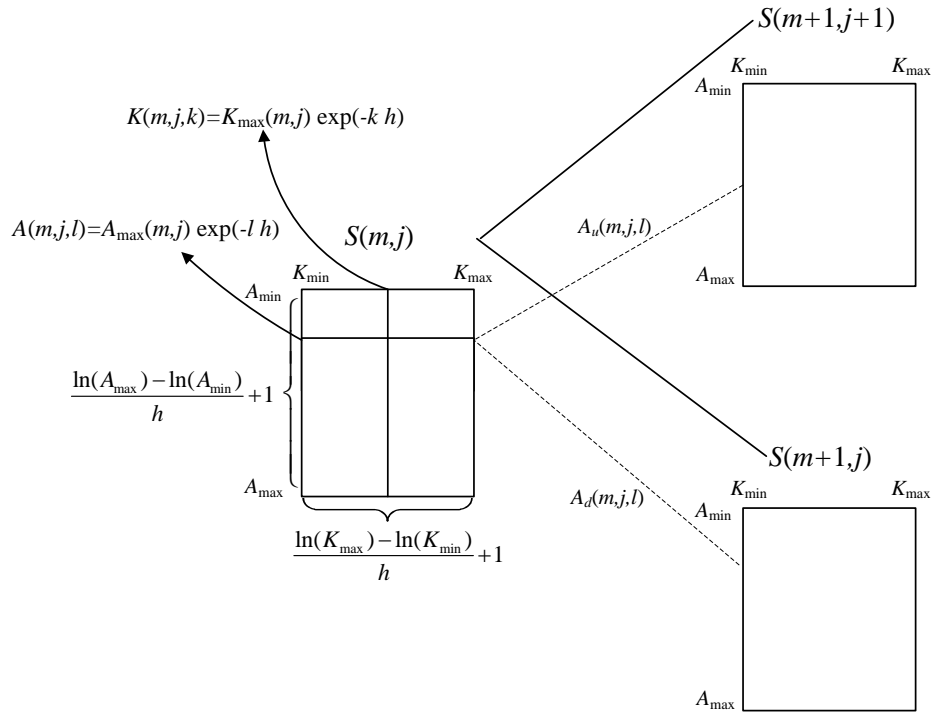 S(m+1,j+1)
K_min K_max
A_min
K(m,j,k)=K_max(m,j) exp(-k h)
A(m,j,l)=A_max(m,j) exp(-l h)
S(m,j)
A_u(m,j,l)
K_min K_max
A_min
A_max
(ln(A_max)−ln(A_min))/h +1
S(m+1,j)
A_max
K_min K_max
A_d(m,j,l)
A_min
(ln(K_max)−ln(K_min))/h +1
A_max